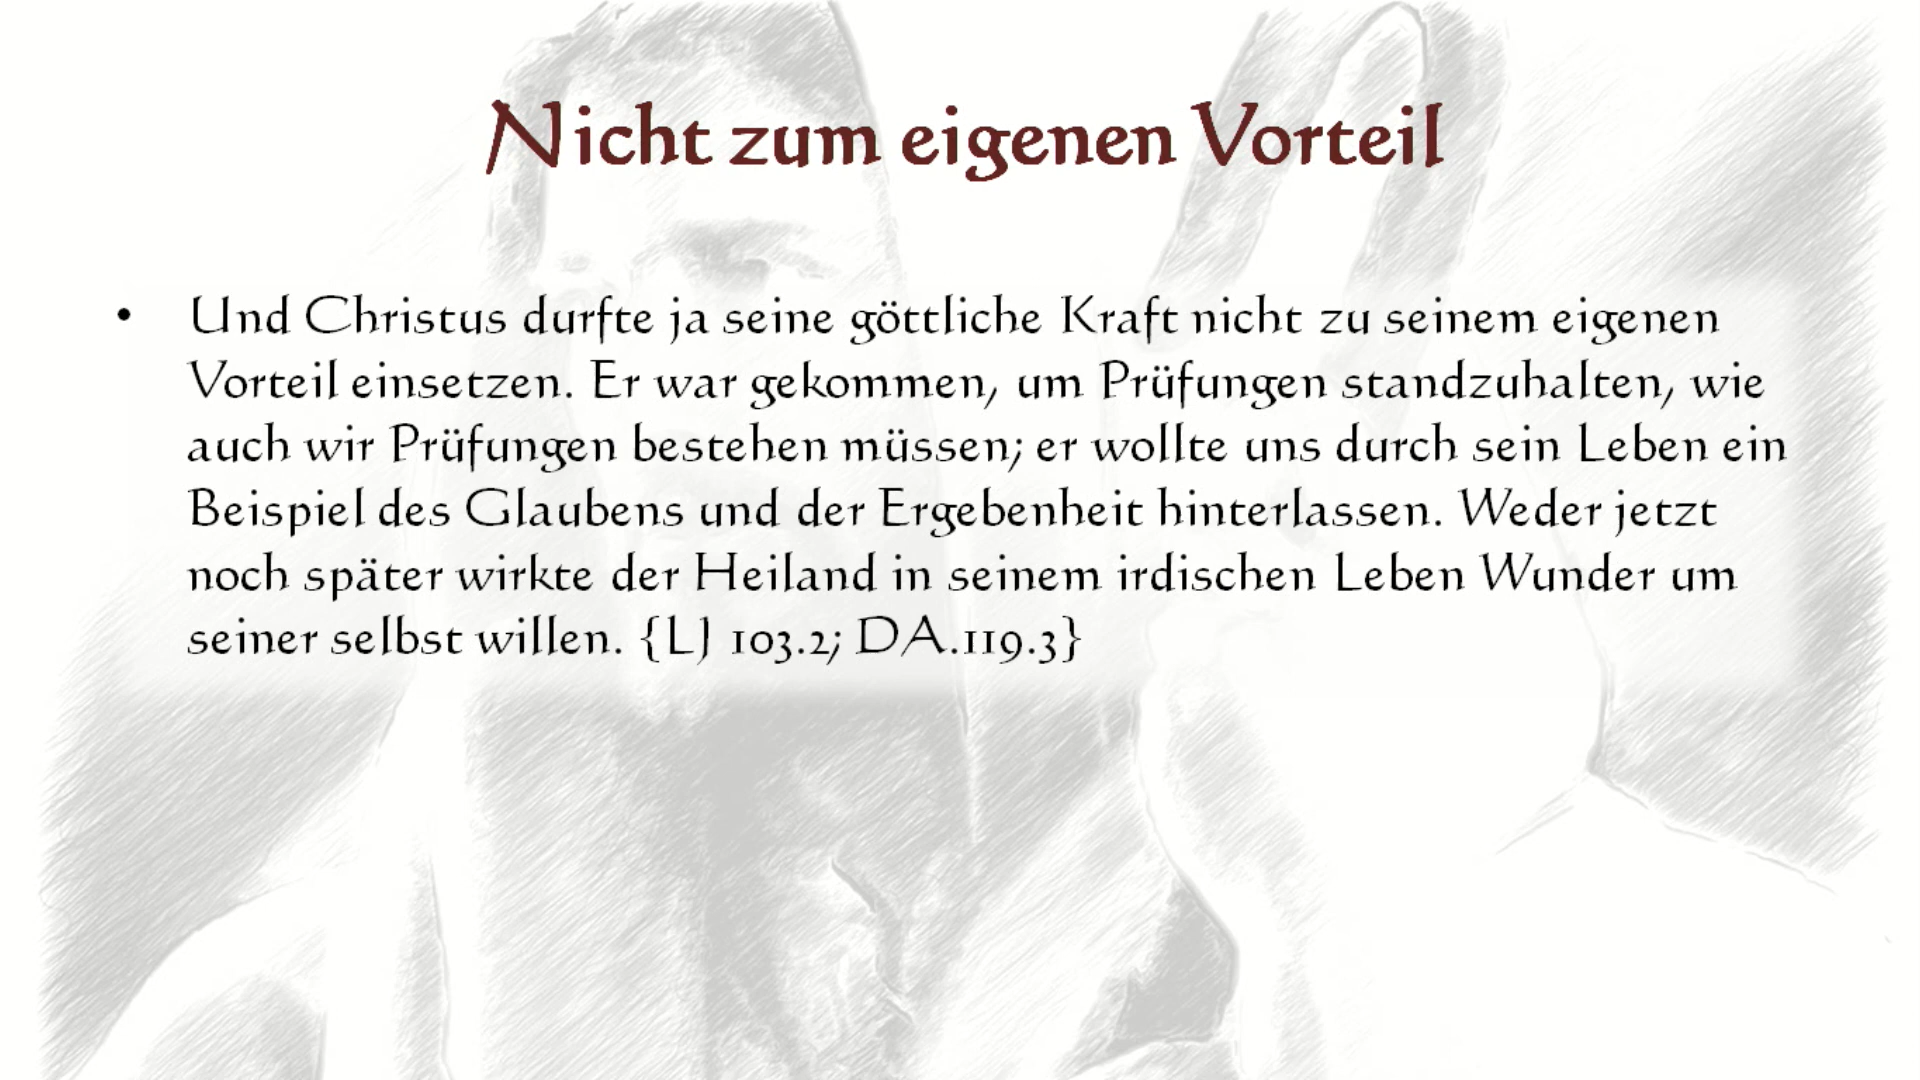 Nicht zum eigenen Vorteil
• Und Christus durfte ja seine göttliche Kraft nicht zu seinem eigenen
Vorteil einsetzen. Er war gekommen, um Prüfungen standzuhalten, wie
auch wir Prüfungen bestehen müssen; er wollte uns durch sein Leben ein
Beispiel des Glaubens und der Ergebenheit hinterlassen. Weder jetzt
noch später wirkte der Heiland in seinem irdischen Leben Wunder um
seiner selbst willen. {LJ 103.2; DA.119.3}